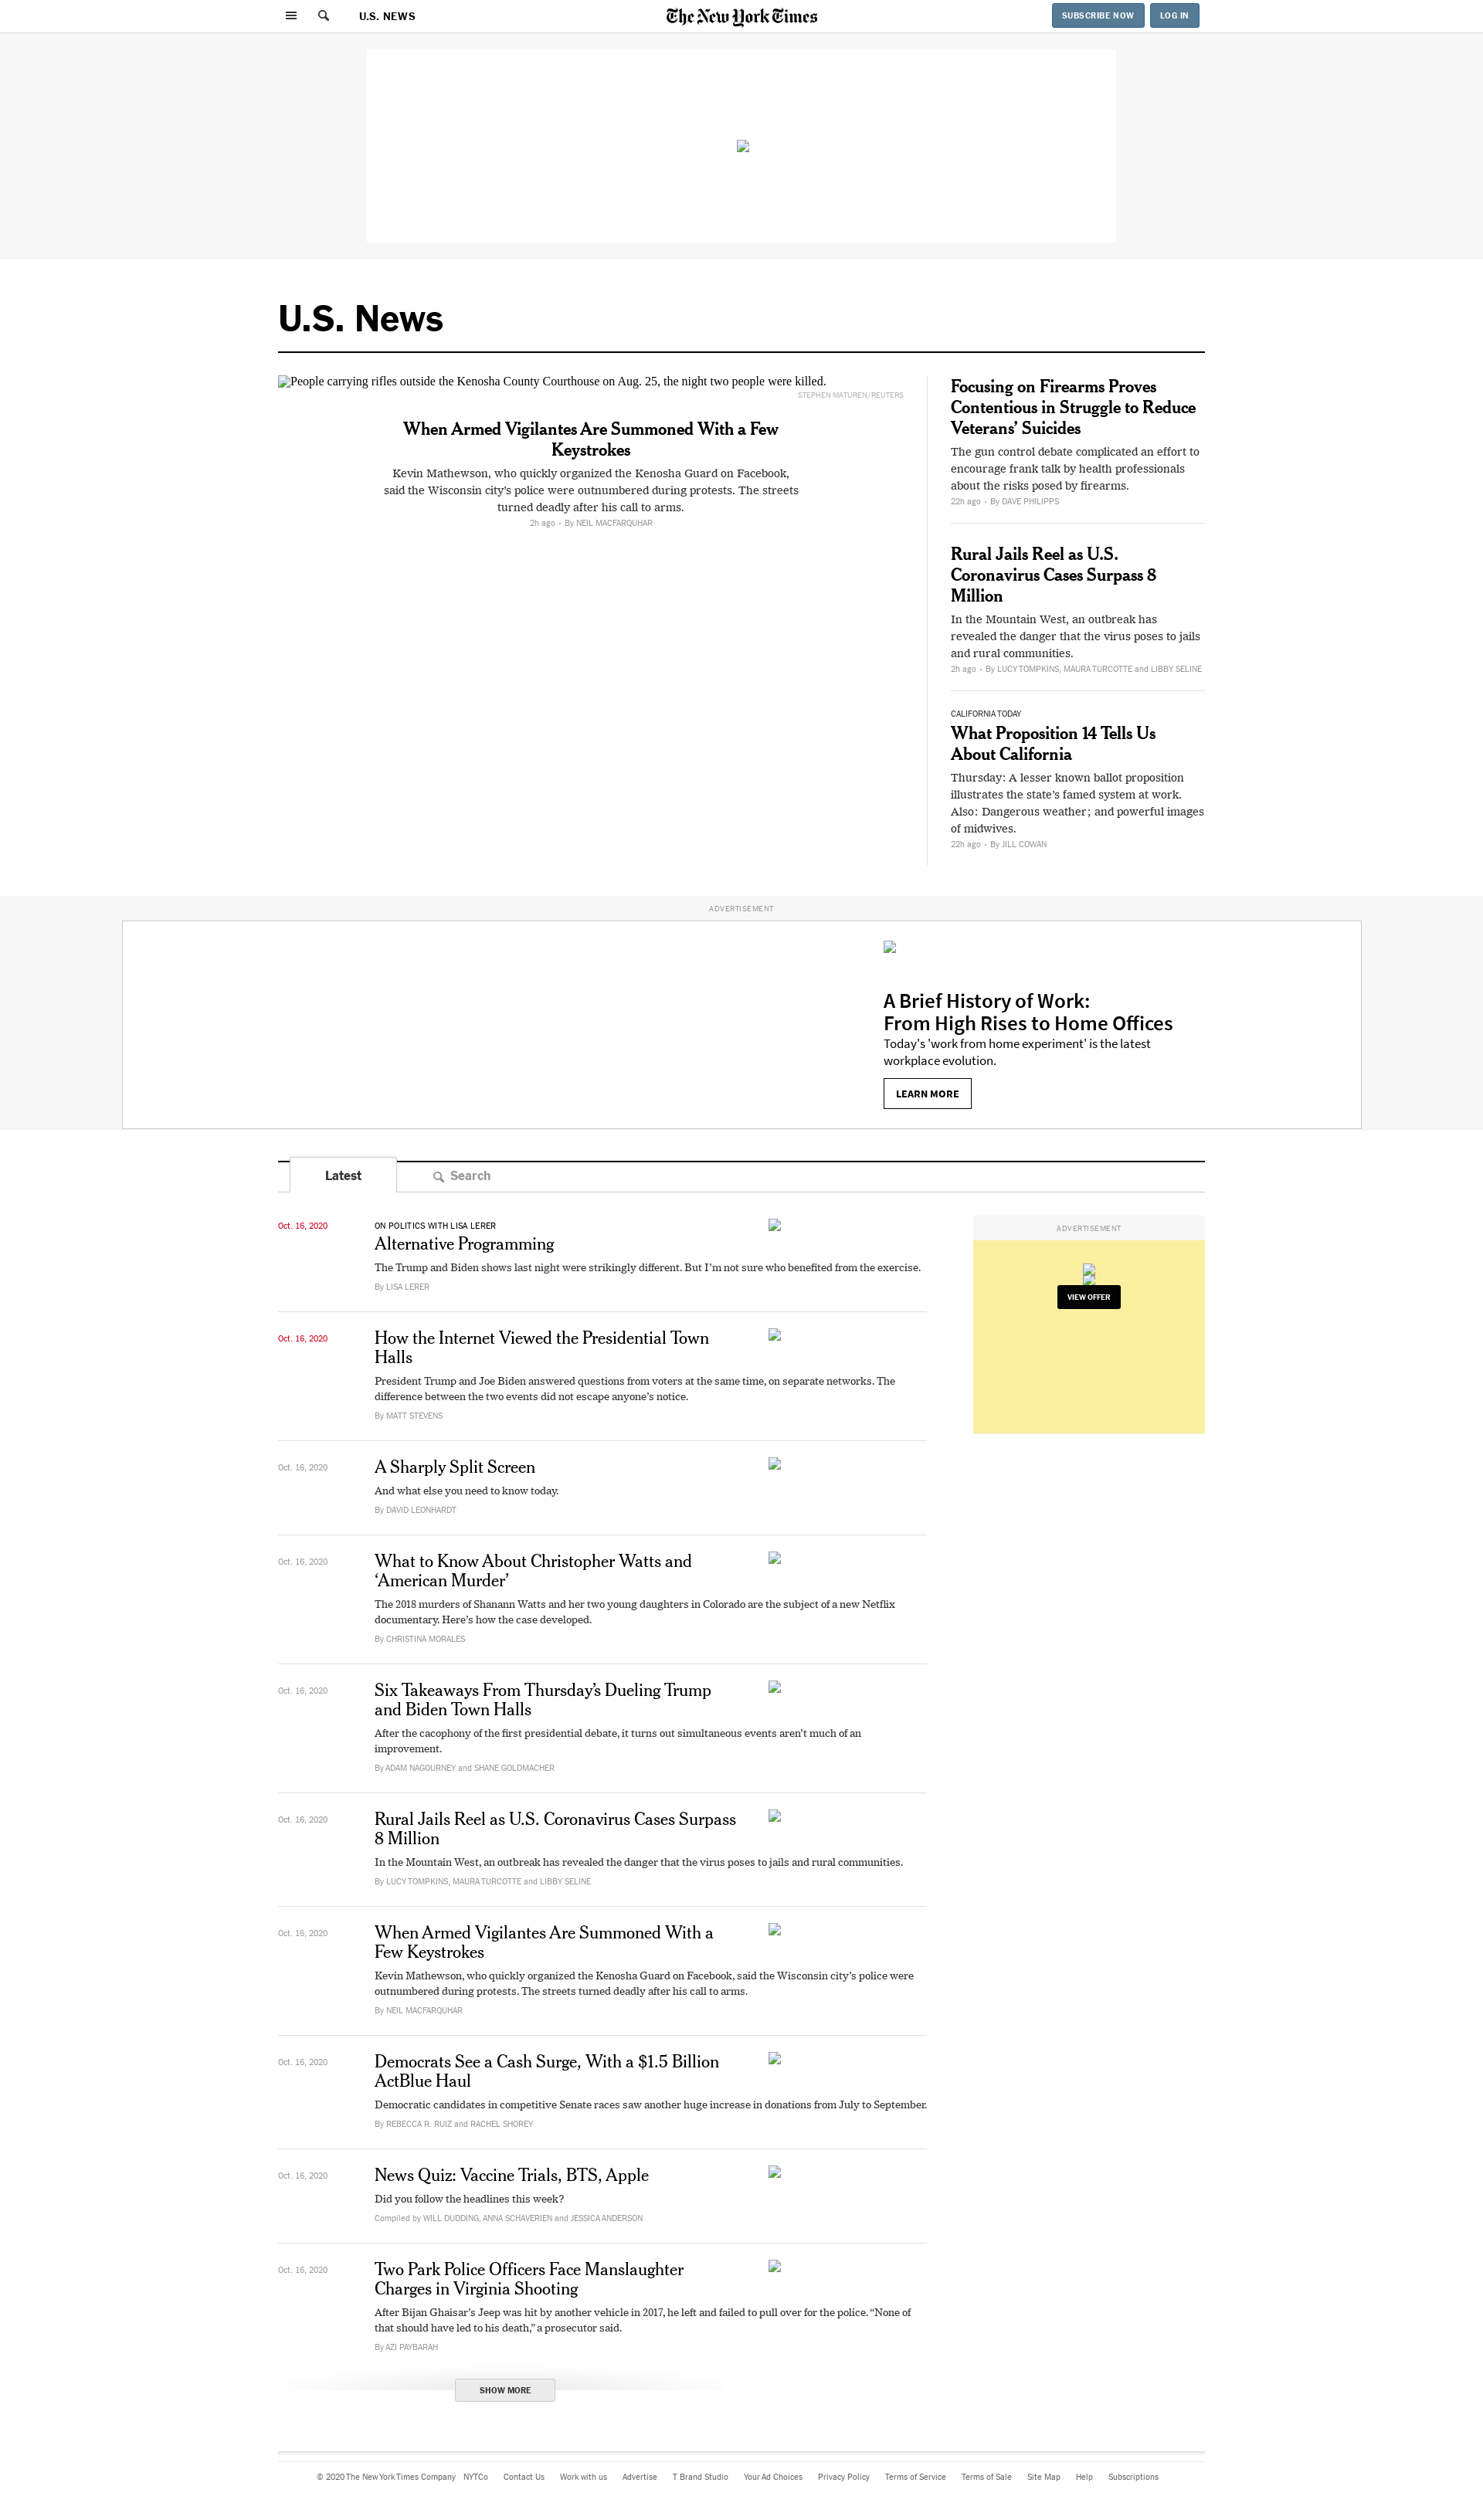 U.S. NEWS
The New York Times
SUBSCRIBE NOW
LOG IN
U.S. News
People carrying rifles outside the Kenosha County Courthouse on Aug. 25, the night two people were killed.
STEPHEN MATUREN/REUTERS
When Armed Vigilantes Are Summoned With a Few
Keystrokes
Kevin Mathewson, who quickly organized the Kenosha Guard on Facebook,
said the Wisconsin city’s police were outnumbered during protests. The streets
turned deadly after his call to arms.
2h ago • By NEIL MACFARQUHAR
Focusing on Firearms Proves
Contentious in Struggle to Reduce
Veterans’ Suicides
The gun control debate complicated an effort to
encourage frank talk by health professionals
about the risks posed by firearms.
22h ago • By DAVE PHILIPPS
Rural Jails Reel as U.S.
Coronavirus Cases Surpass 8
Million
In the Mountain West, an outbreak has
revealed the danger that the virus poses to jails
and rural communities.
2h ago • By LUCY TOMPKINS, MAURA TURCOTTE and LIBBY SELINE
CALIFORNIA TODAY
What Proposition 14 Tells Us
About California
Thursday: A lesser known ballot proposition
illustrates the state’s famed system at work.
Also: Dangerous weather; and powerful images
of midwives.
22h ago • By JILL COWAN
ADVERTISEMENT
A Brief History of Work:
From High Rises to Home Offices
Today's 'work from home experiment' is the latest
workplace evolution.
LEARN MORE
Latest
Search
Oct. 16, 2020
ON POLITICS WITH LISA LERER
Alternative Programming
The Trump and Biden shows last night were strikingly different. But I’m not sure who benefited from the exercise.
By LISA LERER
ADVERTISEMENT
VIEW OFFER
Oct. 16, 2020
How the Internet Viewed the Presidential Town
Halls
President Trump and Joe Biden answered questions from voters at the same time, on separate networks. The
difference between the two events did not escape anyone’s notice.
By MATT STEVENS
Oct. 16, 2020
A Sharply Split Screen
And what else you need to know today.
By DAVID LEONHARDT
Oct. 16, 2020
What to Know About Christopher Watts and
‘American Murder’
The 2018 murders of Shanann Watts and her two young daughters in Colorado are the subject of a new Netflix
documentary. Here’s how the case developed.
By CHRISTINA MORALES
Oct. 16, 2020
Six Takeaways From Thursday’s Dueling Trump
and Biden Town Halls
After the cacophony of the first presidential debate, it turns out simultaneous events aren’t much of an
improvement.
By ADAM NAGOURNEY and SHANE GOLDMACHER
Oct. 16, 2020
Rural Jails Reel as U.S. Coronavirus Cases Surpass
8 Million
In the Mountain West, an outbreak has revealed the danger that the virus poses to jails and rural communities.
By LUCY TOMPKINS, MAURA TURCOTTE and LIBBY SELINE
Oct. 16, 2020
When Armed Vigilantes Are Summoned With a
Few Keystrokes
Kevin Mathewson, who quickly organized the Kenosha Guard on Facebook, said the Wisconsin city’s police were
outnumbered during protests. The streets turned deadly after his call to arms.
By NEIL MACFARQUHAR
Oct. 16, 2020
Democrats See a Cash Surge, With a $1.5 Billion
ActBlue Haul
Democratic candidates in competitive Senate races saw another huge increase in donations from July to September.
By REBECCA R. RUIZ and RACHEL SHOREY
Oct. 16, 2020
News Quiz: Vaccine Trials, BTS, Apple
Did you follow the headlines this week?
Compiled by WILL DUDDING, ANNA SCHAVERIEN and JESSICA ANDERSON
Oct. 16, 2020
Two Park Police Officers Face Manslaughter
Charges in Virginia Shooting
After Bijan Ghaisar’s Jeep was hit by another vehicle in 2017, he left and failed to pull over for the police. “None of
that should have led to his death,” a prosecutor said.
By AZI PAYBARAH
SHOW MORE
© 2020 The New York Times Company NYTCo Contact Us Work with us Advertise T Brand Studio Your Ad Choices Privacy Policy Terms of Service Terms of Sale Site Map Help Subscriptions